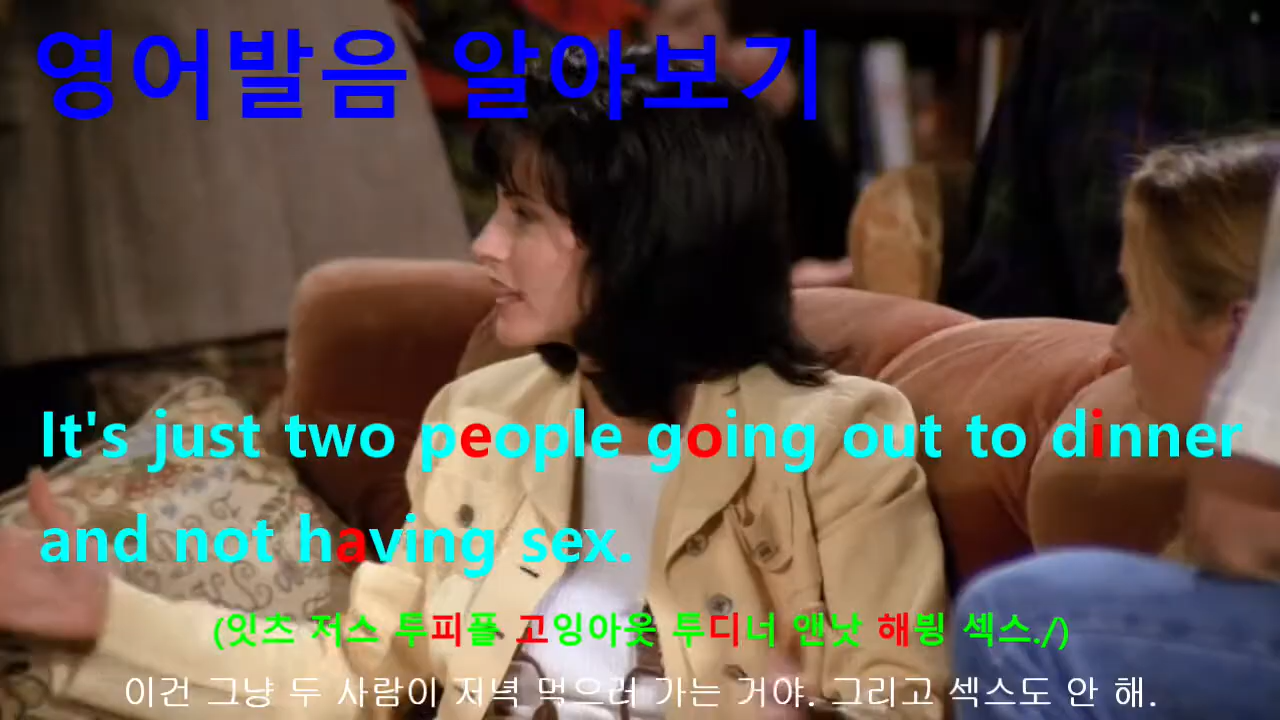 영어발음 알아보기
It's just two people going out to dinner
and not having sex.
(잇츠 저스 투피플 고잉아웃 투디너 앤낫 해빙 섹스./)
이건 그냥 두 사람이 저녁 먹으러 가는 거야. 그리고 섹스도 안 해.